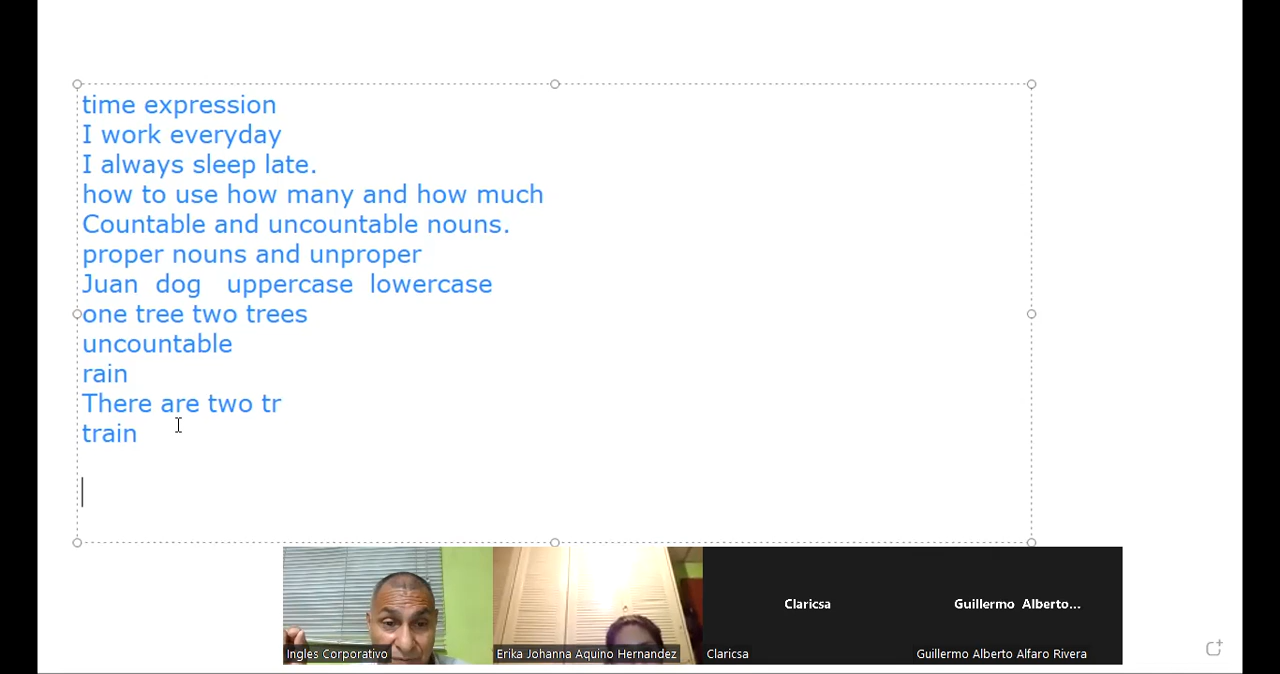 time expression
I work everyday
I always sleep late.
how to use how many and how much
Countable and uncountable nouns.
proper nouns and unproper
Juan  dog   uppercase  lowercase
one tree two trees
uncountable
rain
There are two tr
train
Claricsa
Guillermo Alberto...
Ingles Corporativo
Erika Johanna Aquino Hernandez
Claricsa
Guillermo Alberto Alfaro Rivera